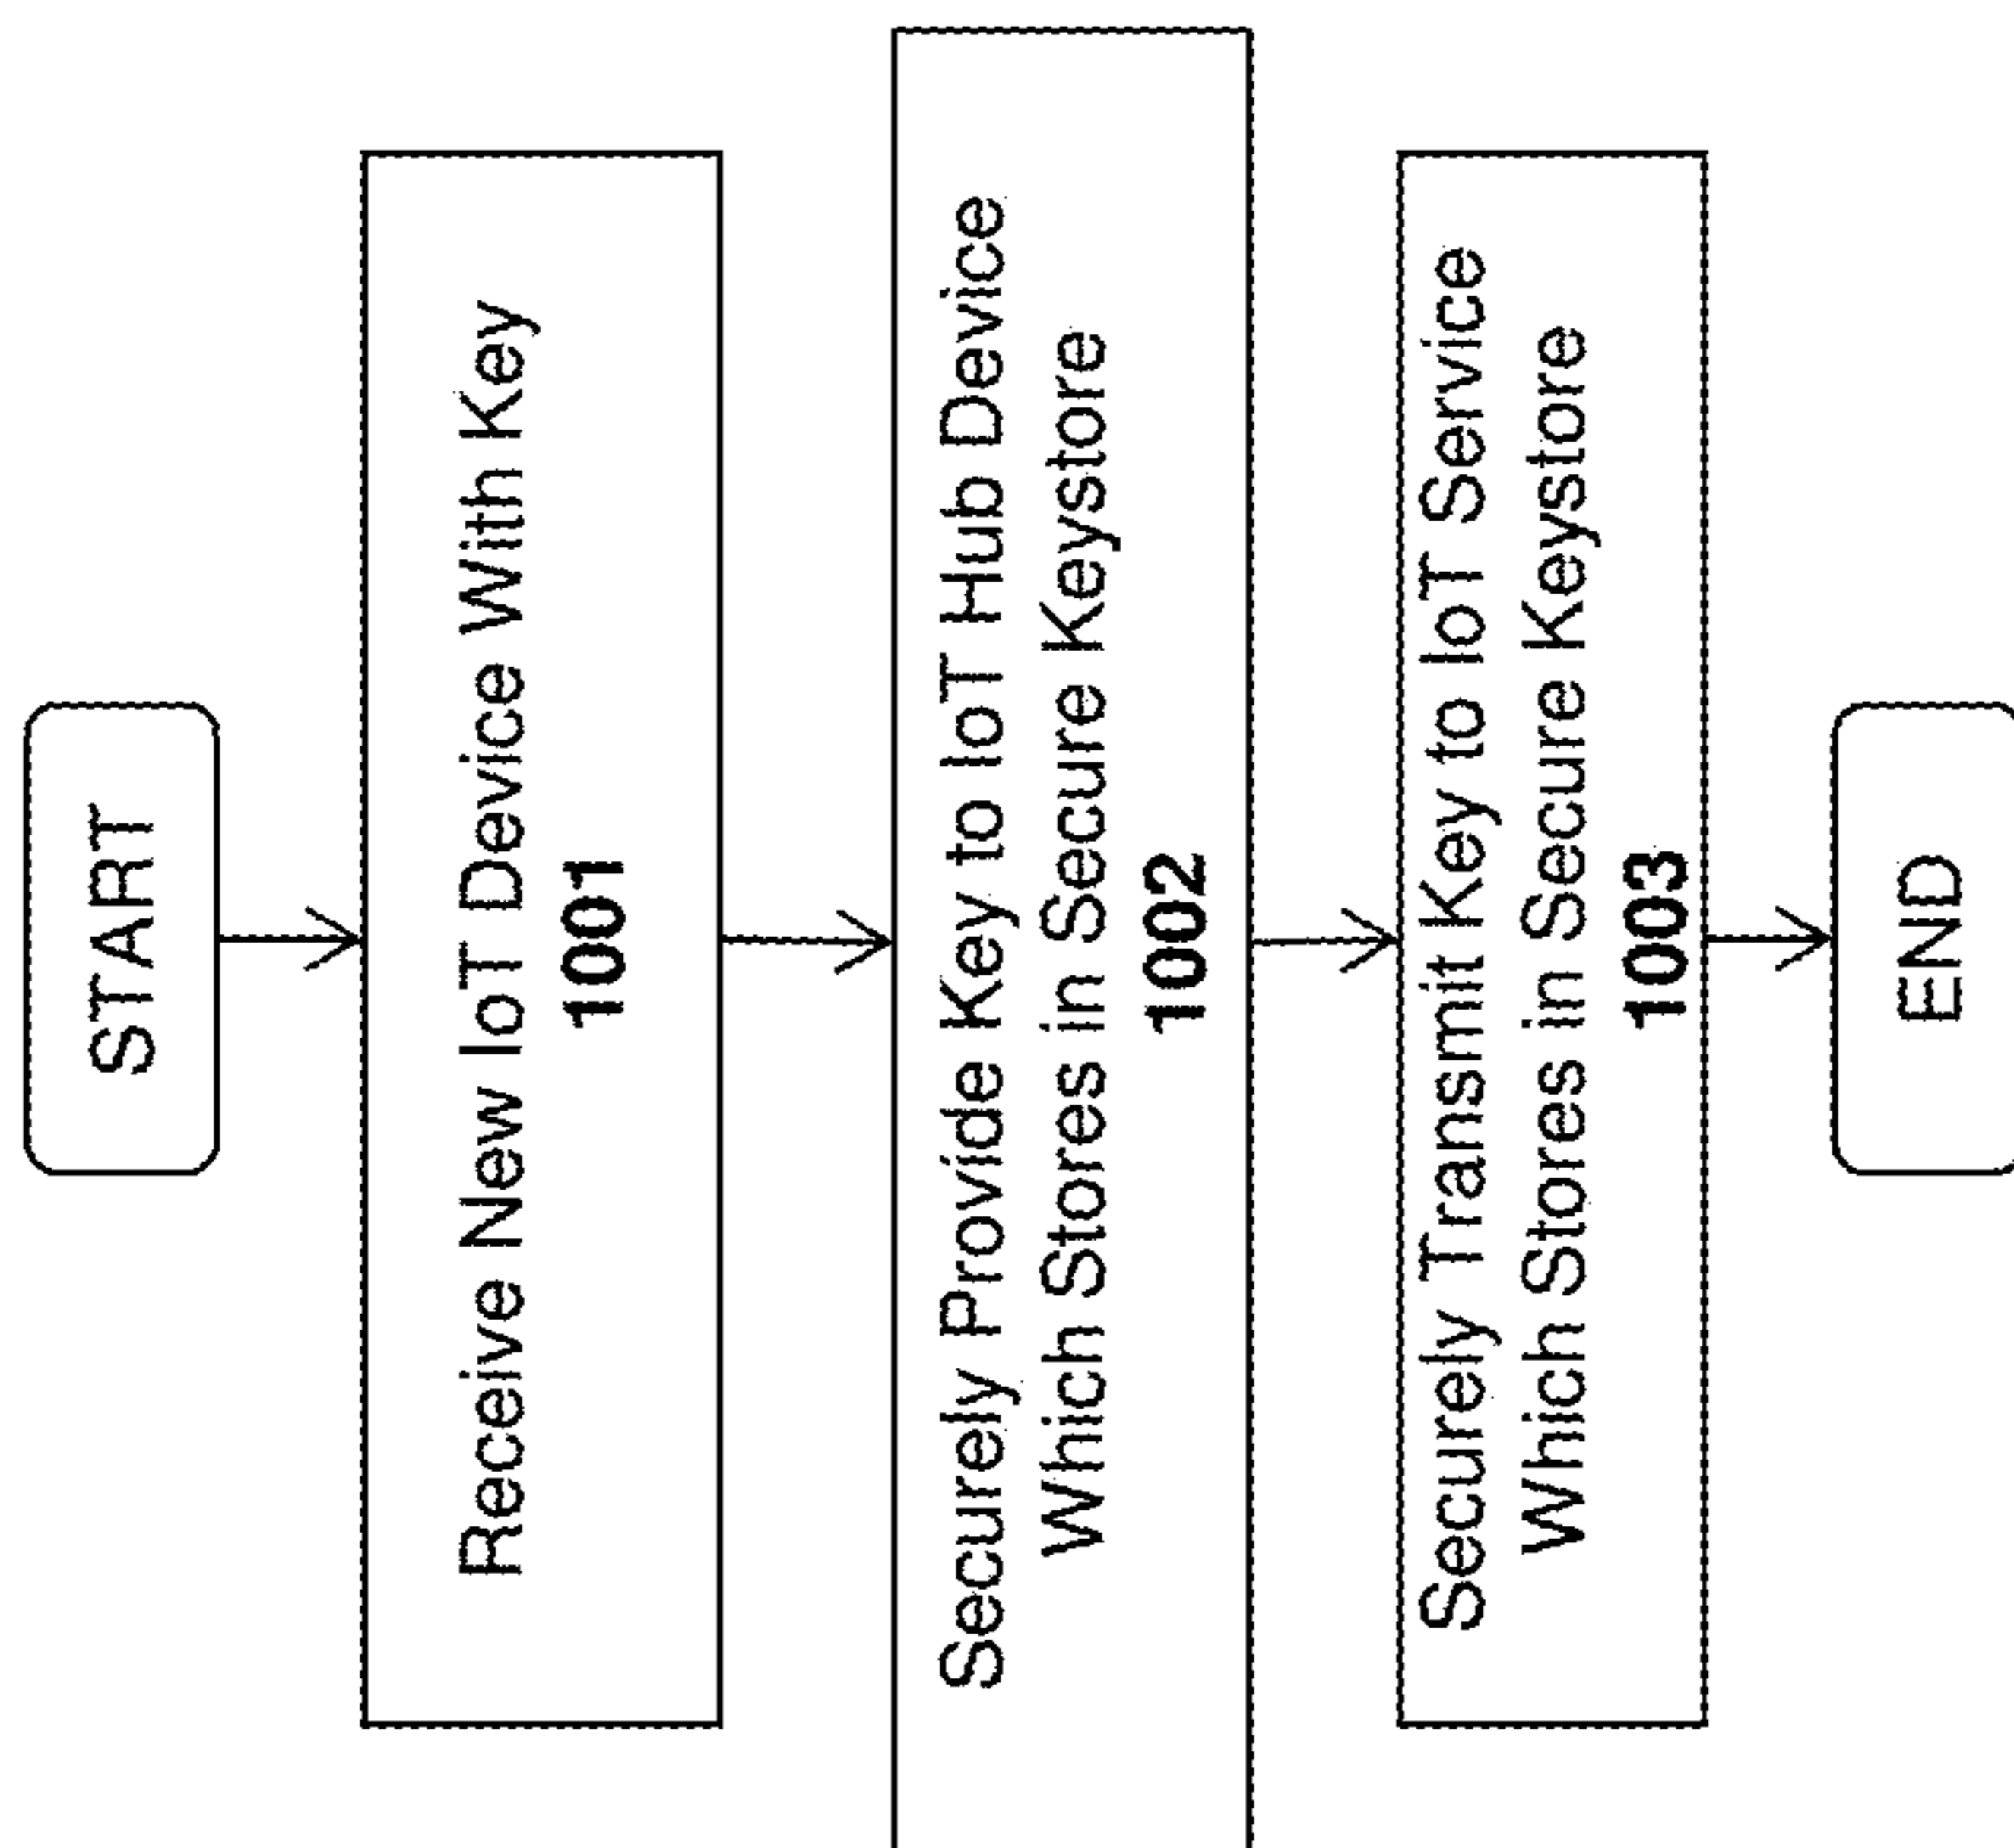 START
Receive New IoT Device With Key
1001
Securely Provide Key to IoT Hub Device
Which Stores in Secure Keystore
1002
Securely Transmit Key to IoT Service
Which Stores in Secure Keystore
1003
END